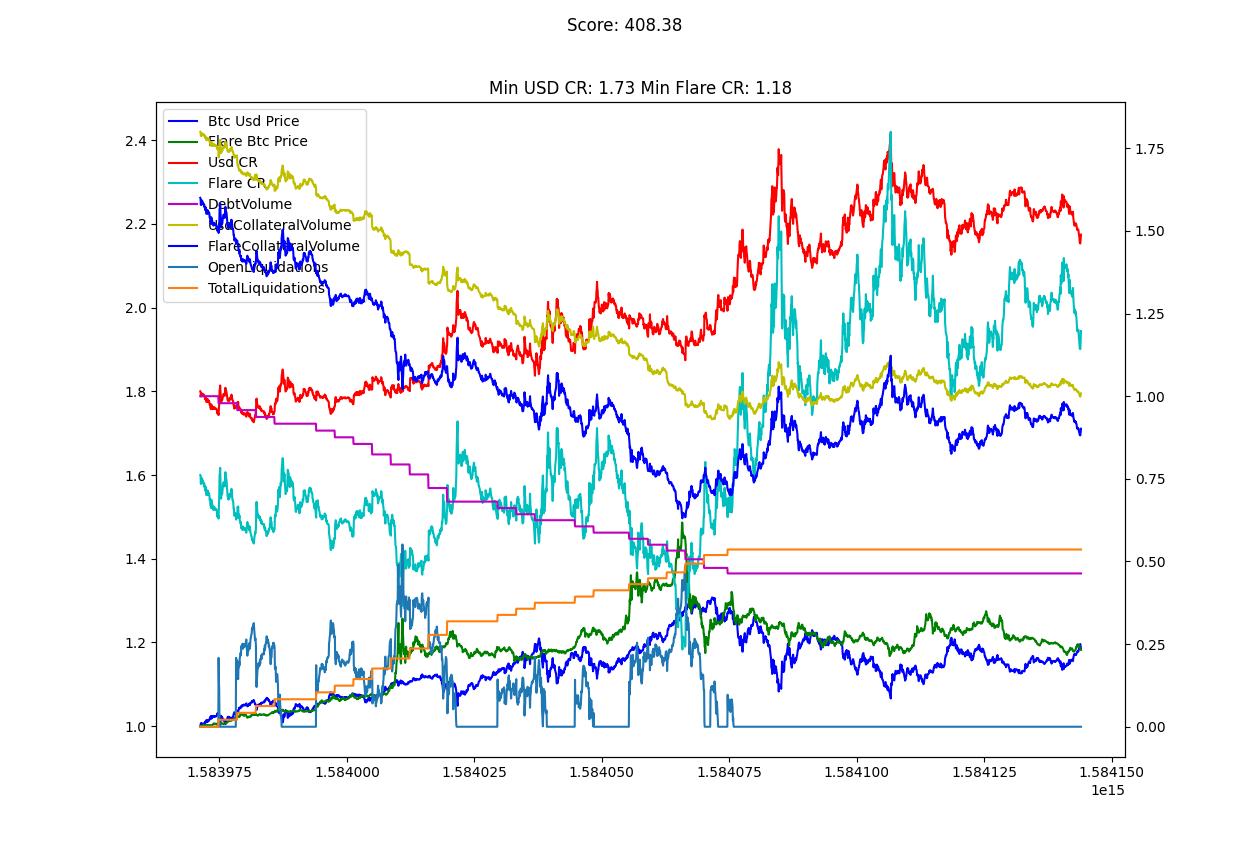 Score: 408.38
Min USD CR: 1.73 Min Flare CR: 1.18
Btc Usd Price
Flare Btc Price
Usd CR
Flare CR
DebtVolume
UsdCollateralVolume
FlareCollateralVolume
OpenLiquidations
TotalLiquidations
2.4
2.2
2.0
1.8
1.6
1.4
1.2
1.0
1.75
1.50
1.25
1.00
0.75
0.50
0.25
0.00
1.583975
1.584000
1.584025
1.584050
1.584075
1.584100
1.584125
1.584150
1e15